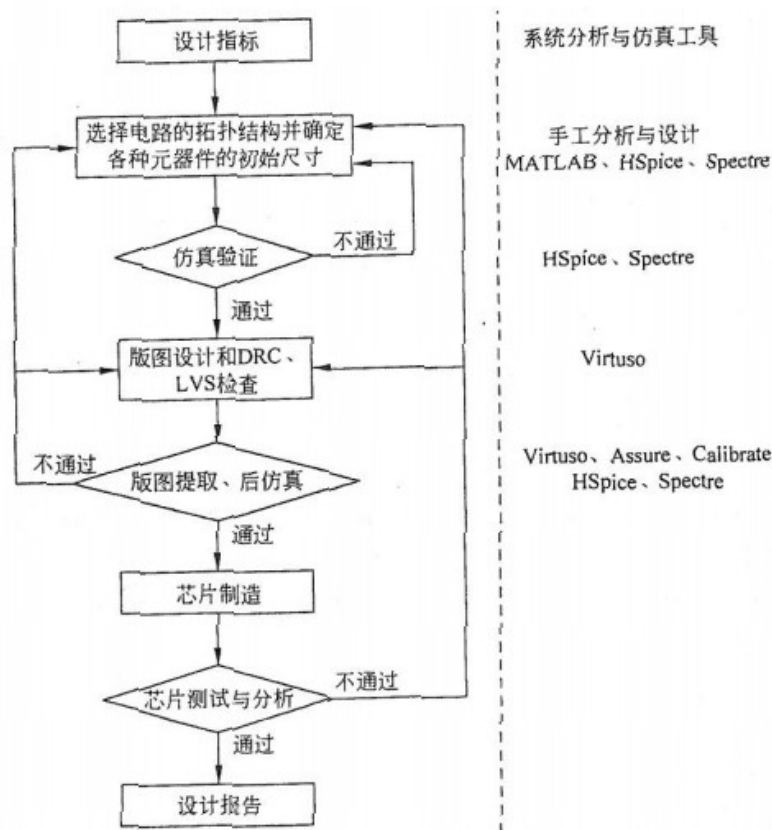 设计指标
系统分析与仿真工具
选择电路的拓扑结构并确定
各种元器件的初始尺寸
手工分析与设计
MATLAB、HSpice、Spectre
不通过
仿真验证
HSpice、Spectre
通过
版图设计和DRC、
LVS检查
Virtuso
不通过
版图提取、后仿真
Virtuso、Assure、Calibrate
HSpice、Spectre
通过
芯片制造
不通过
芯片测试与分析
通过
设计报告